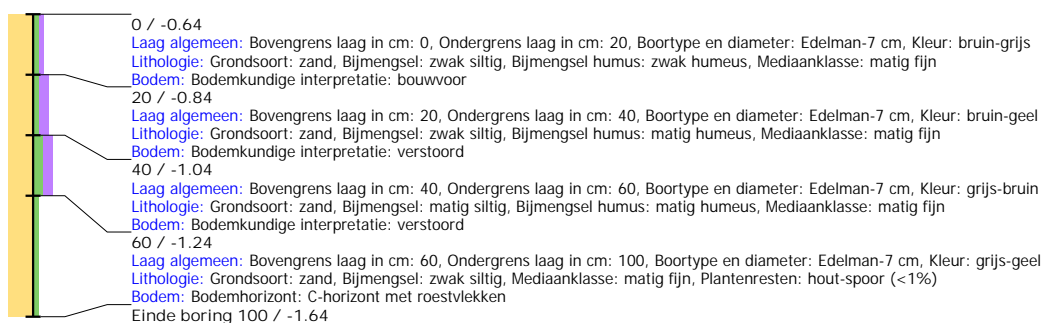 0 / -0.64
Laag algemeen: Bovengrens laag in cm: 0, Ondergrens laag in cm: 20, Boortype en diameter: Edelman-7 cm, Kleur: bruin-grijs
Lithologie: Grondsoort: zand, Bijmengsel: zwak siltig, Bijmengsel humus: zwak humeus, Mediaanklasse: matig fijn
Bodem: Bodemkundige interpretatie: bouwvoor
20 / -0.84
Laag algemeen: Bovengrens laag in cm: 20, Ondergrens laag in cm: 40, Boortype en diameter: Edelman-7 cm, Kleur: bruin-geel
Lithologie: Grondsoort: zand, Bijmengsel: zwak siltig, Bijmengsel humus: matig humeus, Mediaanklasse: matig fijn
Bodem: Bodemkundige interpretatie: verstoord
40 / -1.04
Laag algemeen: Bovengrens laag in cm: 40, Ondergrens laag in cm: 60, Boortype en diameter: Edelman-7 cm, Kleur: grijs-bruin
Lithologie: Grondsoort: zand, Bijmengsel: matig siltig, Bijmengsel humus: matig humeus, Mediaanklasse: matig fijn
Bodem: Bodemkundige interpretatie: verstoord
60 / -1.24
Laag algemeen: Bovengrens laag in cm: 60, Ondergrens laag in cm: 100, Boortype en diameter: Edelman-7 cm, Kleur: grijs-geel
Lithologie: Grondsoort: zand, Bijmengsel: zwak siltig, Mediaanklasse: matig fijn, Plantenresten: hout-spoor (<1%)
Bodem: Bodemhorizont: C-horizont met roestvlekken
Einde boring 100 / -1.64